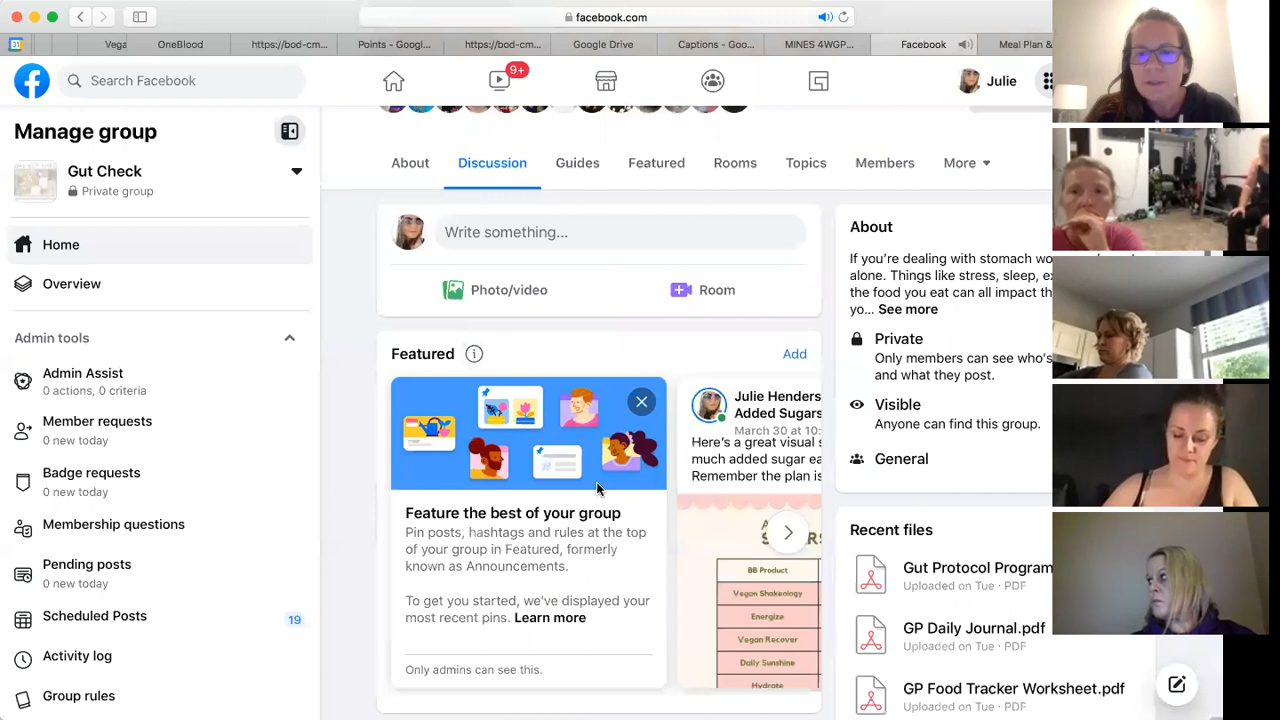 facebook.com
Vega
OneBlood
https://bod-cm...
Points – Googl...
https://bod-cm...
Google Drive
Captions – Goo...
MINES 4WGP...
Facebook
Meal Plan &
Search Facebook
9+
Julie
Manage group
Gut Check
Private group
Home
Overview
Admin tools
Admin Assist
0 actions, 0 criteria
Member requests
0 new today
Badge requests
0 new today
Membership questions
Pending posts
0 new today
Scheduled Posts
19
Activity log
Group rules
About
Discussion
Guides
Featured
Rooms
Topics
Members
More
Write something...
Photo/video
Room
Featured
Add
Feature the best of your group
Pin posts, hashtags and rules at the top
of your group in Featured, formerly
known as Announcements.
To get you started, we've displayed your
most recent pins. Learn more
Only admins can see this.
Julie Henders
Added Sugars
March 30 at 10:
Here's a great visual s
much added sugar ea
Remember the plan is
BB Product
Vegan Shakeology
Energize
Vegan Recover
Daily Sunshine
Hydrate
About
If you're dealing with stomach wo
alone. Things like stress, sleep, ex
the food you eat can all impact th
yo... See more
Private
Only members can see who's
and what they post.
Visible
Anyone can find this group.
General
Recent files
Gut Protocol Program
Uploaded on Tue · PDF
GP Daily Journal.pdf
Uploaded on Tue · PDF
GP Food Tracker Worksheet.pdf
Uploaded on Tue · PDF